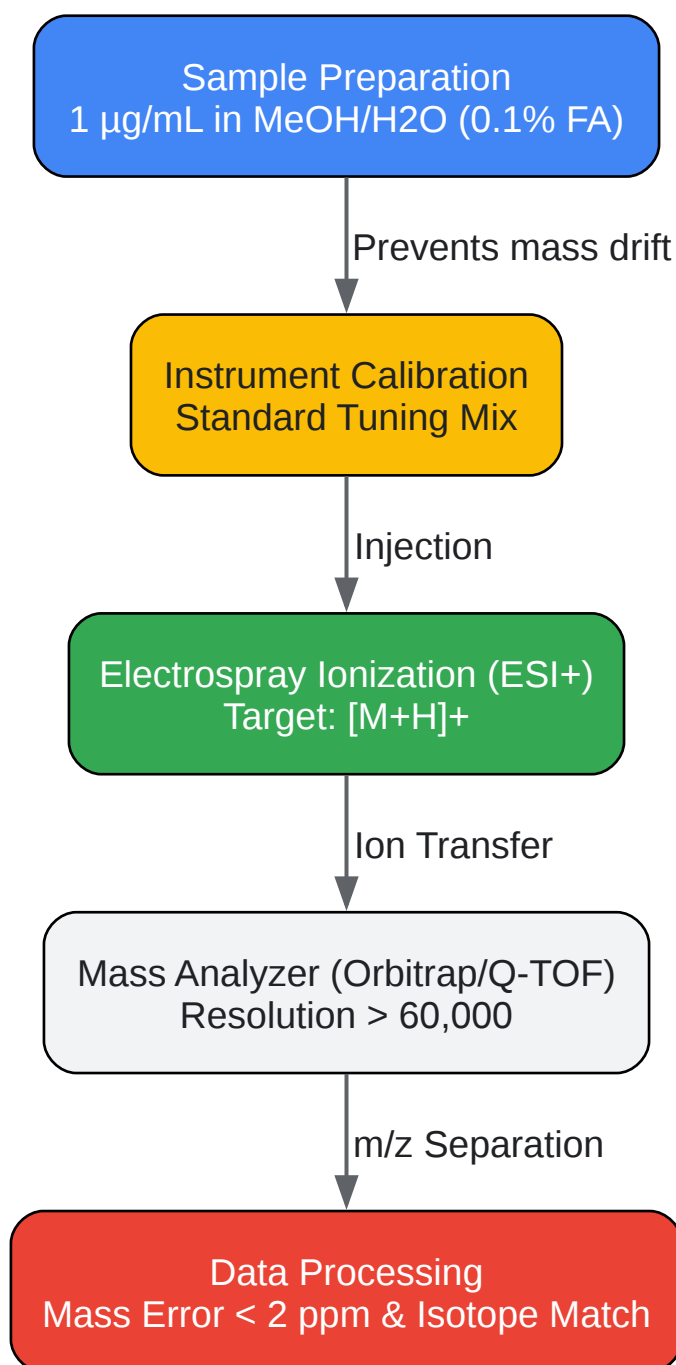 Sample Preparation
1 µg/mL in MeOH/H2O (0.1% FA)
Prevents mass drift
Instrument Calibration
Standard Tuning Mix
Injection
Electrospray Ionization (ESI+)
Target: [M+H]+
Ion Transfer
Mass Analyzer (Orbitrap/Q-TOF)
Resolution > 60,000
m/z Separation
Data Processing
Mass Error < 2 ppm & Isotope Match